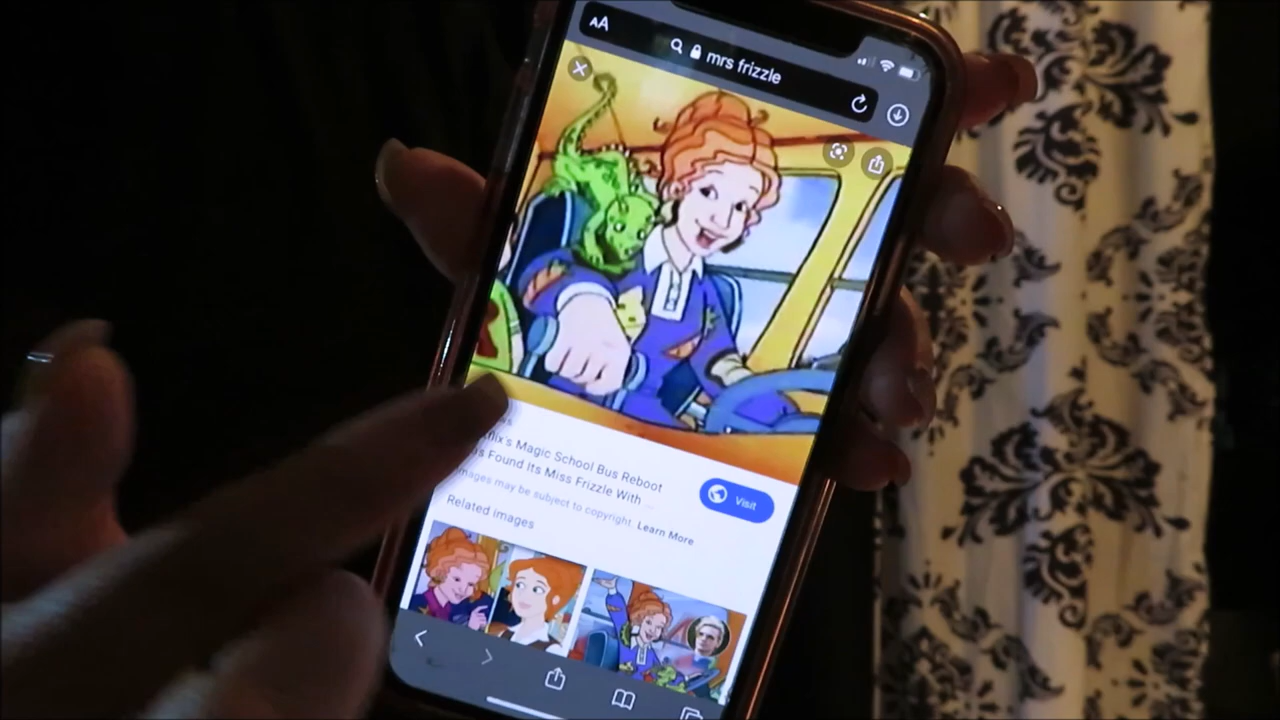 AA mrs frizzle
Magic School Bus Reboot
Found Its Miss Frizzle With ...
Images may be subject to copyright. Learn More
Visit
Related images